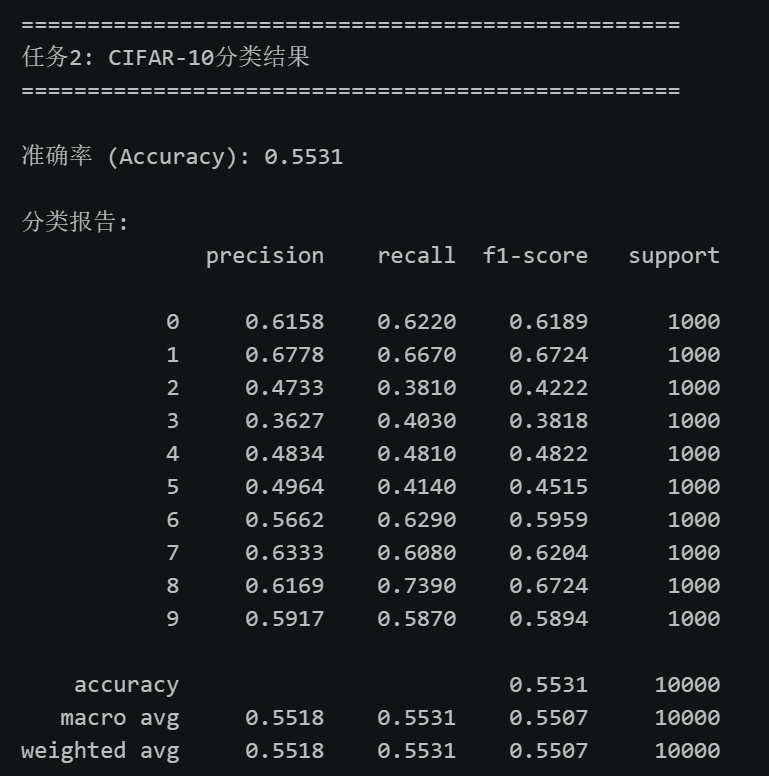 ==================================================
任务2: CIFAR-10分类结果
==================================================
准确率 (Accuracy): 0.5531
分类报告:
precision recall f1-score support
0 0.6158 0.6220 0.6189 1000
1 0.6778 0.6670 0.6724 1000
2 0.4733 0.3810 0.4222 1000
3 0.3627 0.4030 0.3818 1000
4 0.4834 0.4810 0.4822 1000
5 0.4964 0.4140 0.4515 1000
6 0.5662 0.6290 0.5959 1000
7 0.6333 0.6080 0.6204 1000
8 0.6169 0.7390 0.6724 1000
9 0.5917 0.5870 0.5894 1000
accuracy 0.5531 10000
macro avg 0.5518 0.5531 0.5507 10000
weighted avg 0.5518 0.5531 0.5507 10000